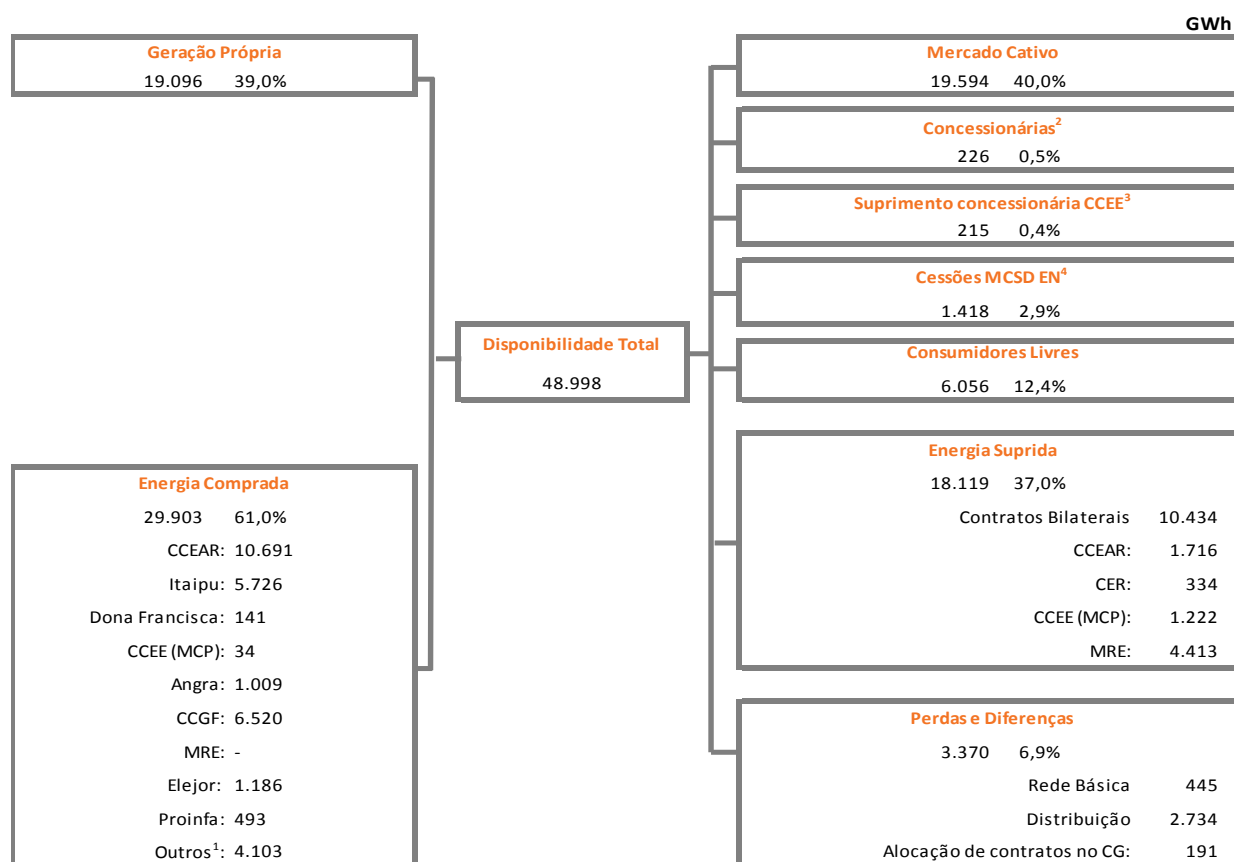 GWh
Geração Própria
19.096 39,0%
Energia Comprada
29.903 61,0%
CCEAR: 10.691
Itaipu: 5.726
Dona Francisca: 141
CCEE (MCP): 34
Angra: 1.009
CCGF: 6.520
MRE: -
Elejor: 1.186
Proinfa: 493
Outros¹: 4.103
Disponibilidade Total
48.998
Mercado Cativo
19.594 40,0%
Concessionárias²
226 0,5%
Suprimento concessionária CCEE³
215 0,4%
Cessões MCSD EN⁴
1.418 2,9%
Consumidores Livres
6.056 12,4%
Energia Suprida
18.119 37,0%
Contratos Bilaterais 10.434
CCEAR: 1.716
CER: 334
CCEE (MCP): 1.222
MRE: 4.413
Perdas e Diferenças
3.370 6,9%
Rede Básica 445
Distribuição 2.734
Alocação de contratos no CG: 191